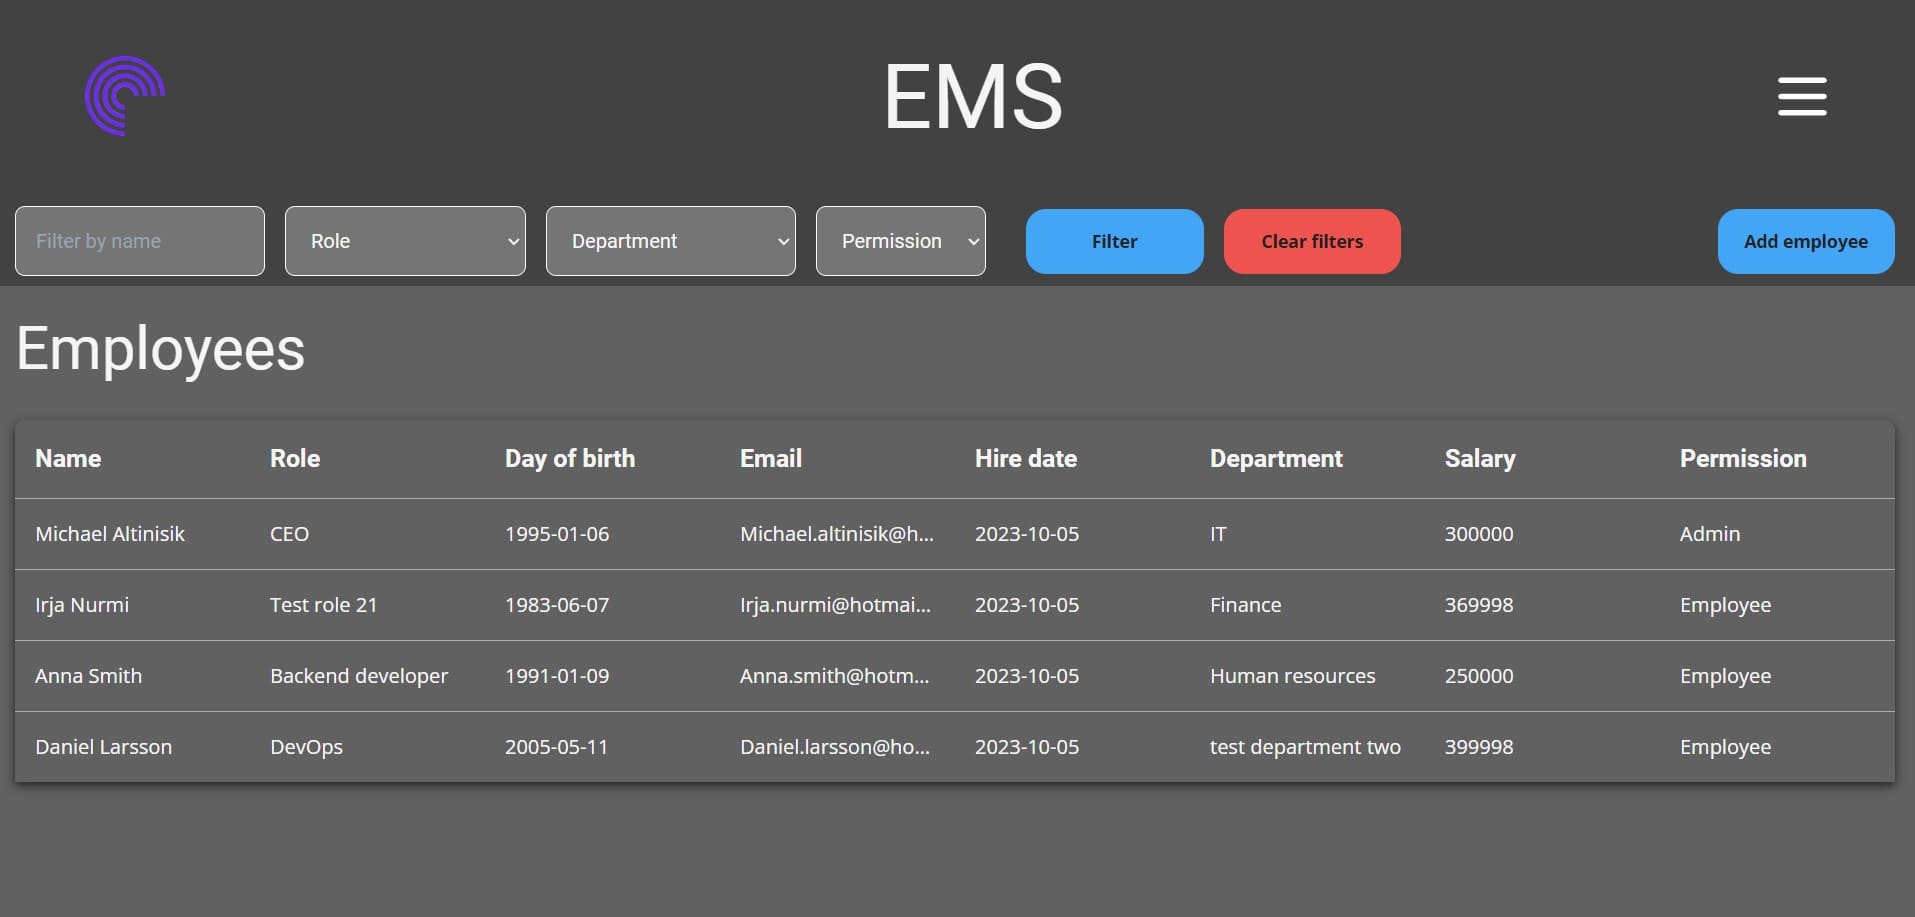 EMS
Filter by name Role Department Permission Filter Clear filters Add employee
Employees
Name Role Day of birth Email Hire date Department Salary Permission
Michael Altinisik CEO 1995-01-06 Michael.altinisik@h... 2023-10-05 IT 300000 Admin
Irja Nurmi Test role 21 1983-06-07 Irja.nurmi@hotmai... 2023-10-05 Finance 369998 Employee
Anna Smith Backend developer 1991-01-09 Anna.smith@hotm... 2023-10-05 Human resources 250000 Employee
Daniel Larsson DevOps 2005-05-11 Daniel.larsson@ho... 2023-10-05 test department two 399998 Employee